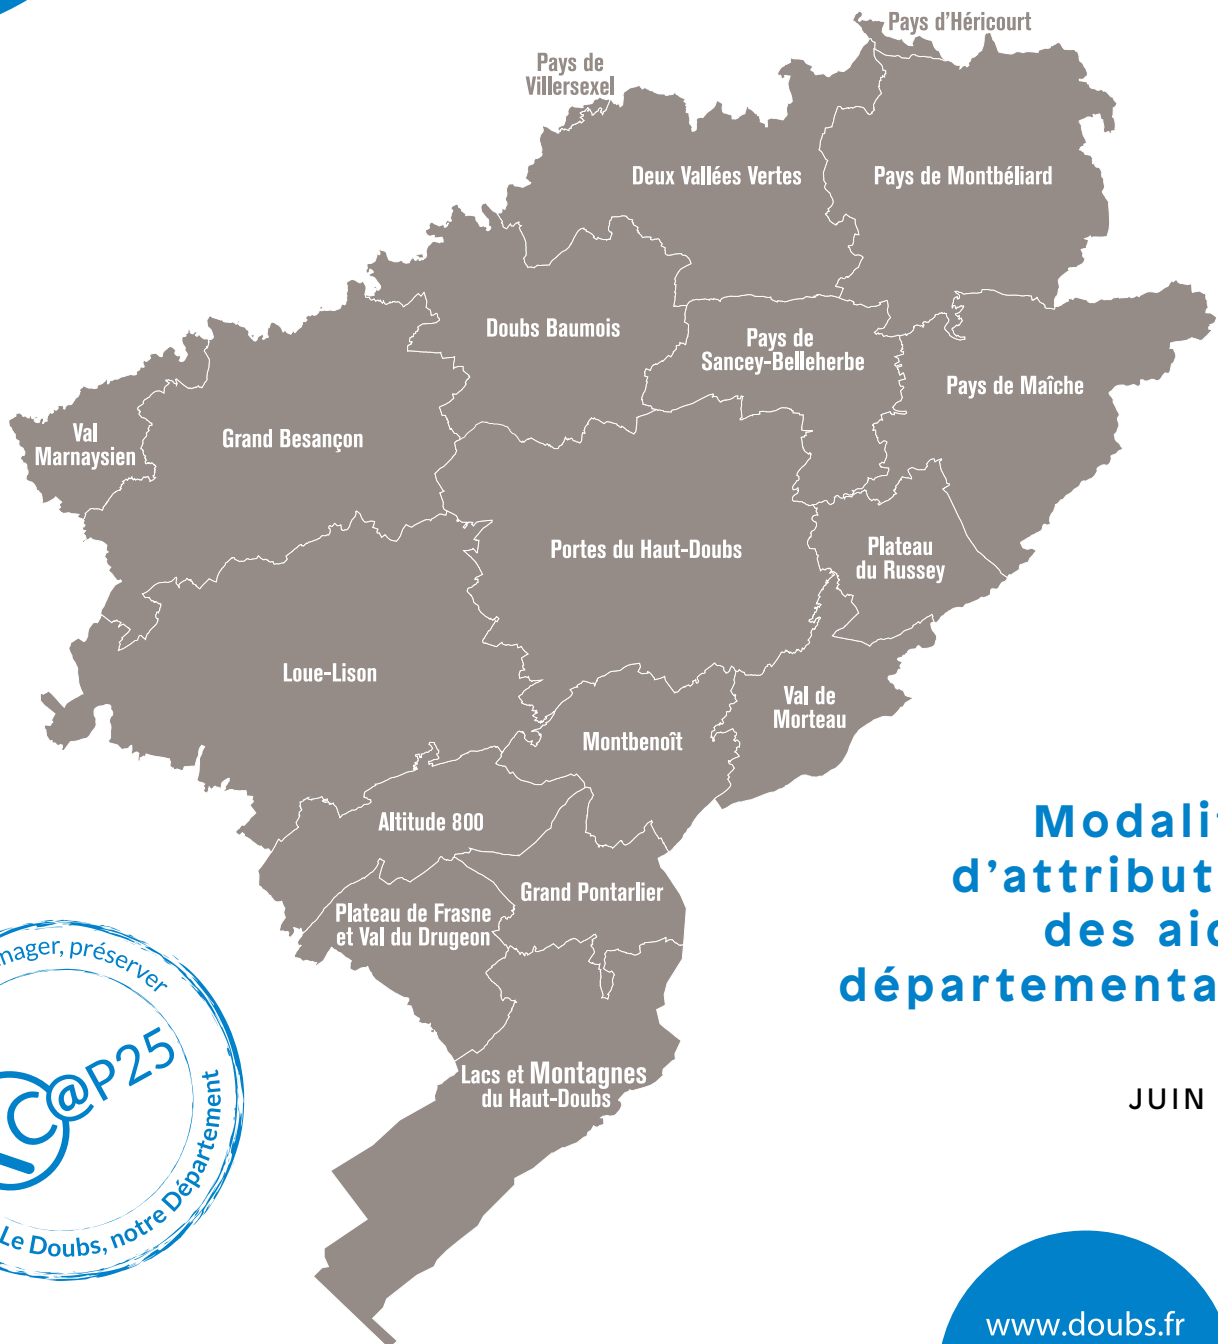 Pays d'Héricourt
Pays de
Villersexel
Deux Vallées Vertes
Pays de Montbéliard
Doubs Baumois
Pays de
Sancey-Belleherbe
Pays de Maîche
Val
Marnaysien
Grand Besançon
Portes du Haut-Doubs
Plateau
du Russey
Loue-Lison
Val de
Morteau
Montbenoît
Altitude 800
Grand Pontarlier
Plateau de Frasne
et Val du Drugeon
Lacs et Montagnes
du Haut-Doubs
Modalit
d'attribut
des aid
départementa
JUIN
nager, préserver
C@P25
Le Doubs, notre Département
www.doubs.fr